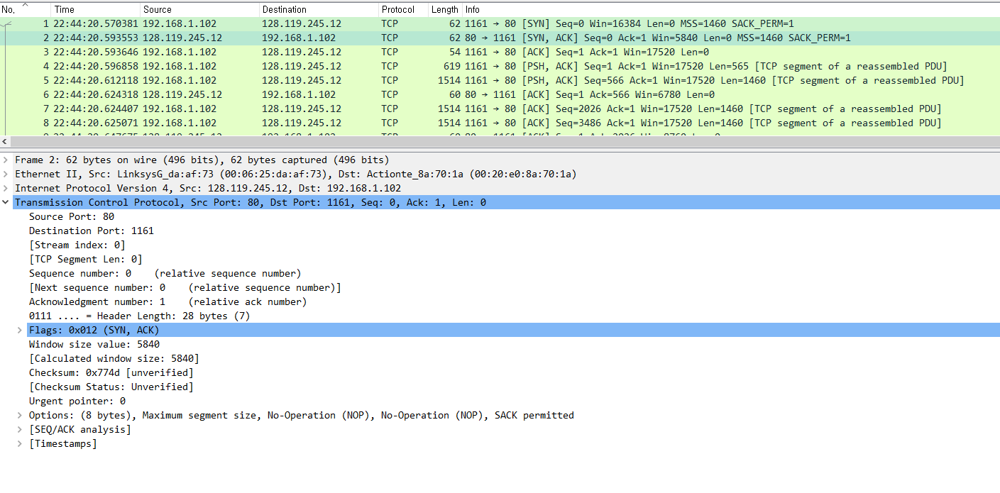 No. Time Source Destination Protocol Length Info
1 22:44:20.570381 192.168.1.102 128.119.245.12 TCP 62 1161 → 80 [SYN] Seq=0 Win=16384 Len=0 MSS=1460 SACK_PERM=1
2 22:44:20.593553 128.119.245.12 192.168.1.102 TCP 62 80 → 1161 [SYN, ACK] Seq=0 Ack=1 Win=5840 Len=0 MSS=1460 SACK_PERM=1
3 22:44:20.593646 192.168.1.102 128.119.245.12 TCP 54 1161 → 80 [ACK] Seq=1 Ack=1 Win=17520 Len=0
4 22:44:20.596858 192.168.1.102 128.119.245.12 TCP 619 1161 → 80 [PSH, ACK] Seq=1 Ack=1 Win=17520 Len=565 [TCP segment of a reassembled PDU]
5 22:44:20.612118 192.168.1.102 128.119.245.12 TCP 1514 1161 → 80 [PSH, ACK] Seq=566 Ack=1 Win=17520 Len=1460 [TCP segment of a reassembled PDU]
6 22:44:20.624318 128.119.245.12 192.168.1.102 TCP 60 80 → 1161 [ACK] Seq=1 Ack=566 Win=6780 Len=0
7 22:44:20.624407 192.168.1.102 128.119.245.12 TCP 1514 1161 → 80 [ACK] Seq=2026 Ack=1 Win=17520 Len=1460 [TCP segment of a reassembled PDU]
8 22:44:20.625071 192.168.1.102 128.119.245.12 TCP 1514 1161 → 80 [ACK] Seq=3486 Ack=1 Win=17520 Len=1460 [TCP segment of a reassembled PDU]
Frame 2: 62 bytes on wire (496 bits), 62 bytes captured (496 bits)
Ethernet II, Src: LinksysG_da:af:73 (00:06:25:da:af:73), Dst: Actionte_8a:70:1a (00:20:e0:8a:70:1a)
Internet Protocol Version 4, Src: 128.119.245.12, Dst: 192.168.1.102
Transmission Control Protocol, Src Port: 80, Dst Port: 1161, Seq: 0, Ack: 1, Len: 0
Source Port: 80
Destination Port: 1161
[Stream index: 0]
[TCP Segment Len: 0]
Sequence number: 0 (relative sequence number)
[Next sequence number: 0 (relative sequence number)]
Acknowledgment number: 1 (relative ack number)
0111 .... = Header Length: 28 bytes (7)
Flags: 0x012 (SYN, ACK)
Window size value: 5840
[Calculated window size: 5840]
Checksum: 0x774d [unverified]
[Checksum Status: Unverified]
Urgent pointer: 0
Options: (8 bytes), Maximum segment size, No-Operation (NOP), No-Operation (NOP), SACK permitted
[SEQ/ACK analysis]
[Timestamps]